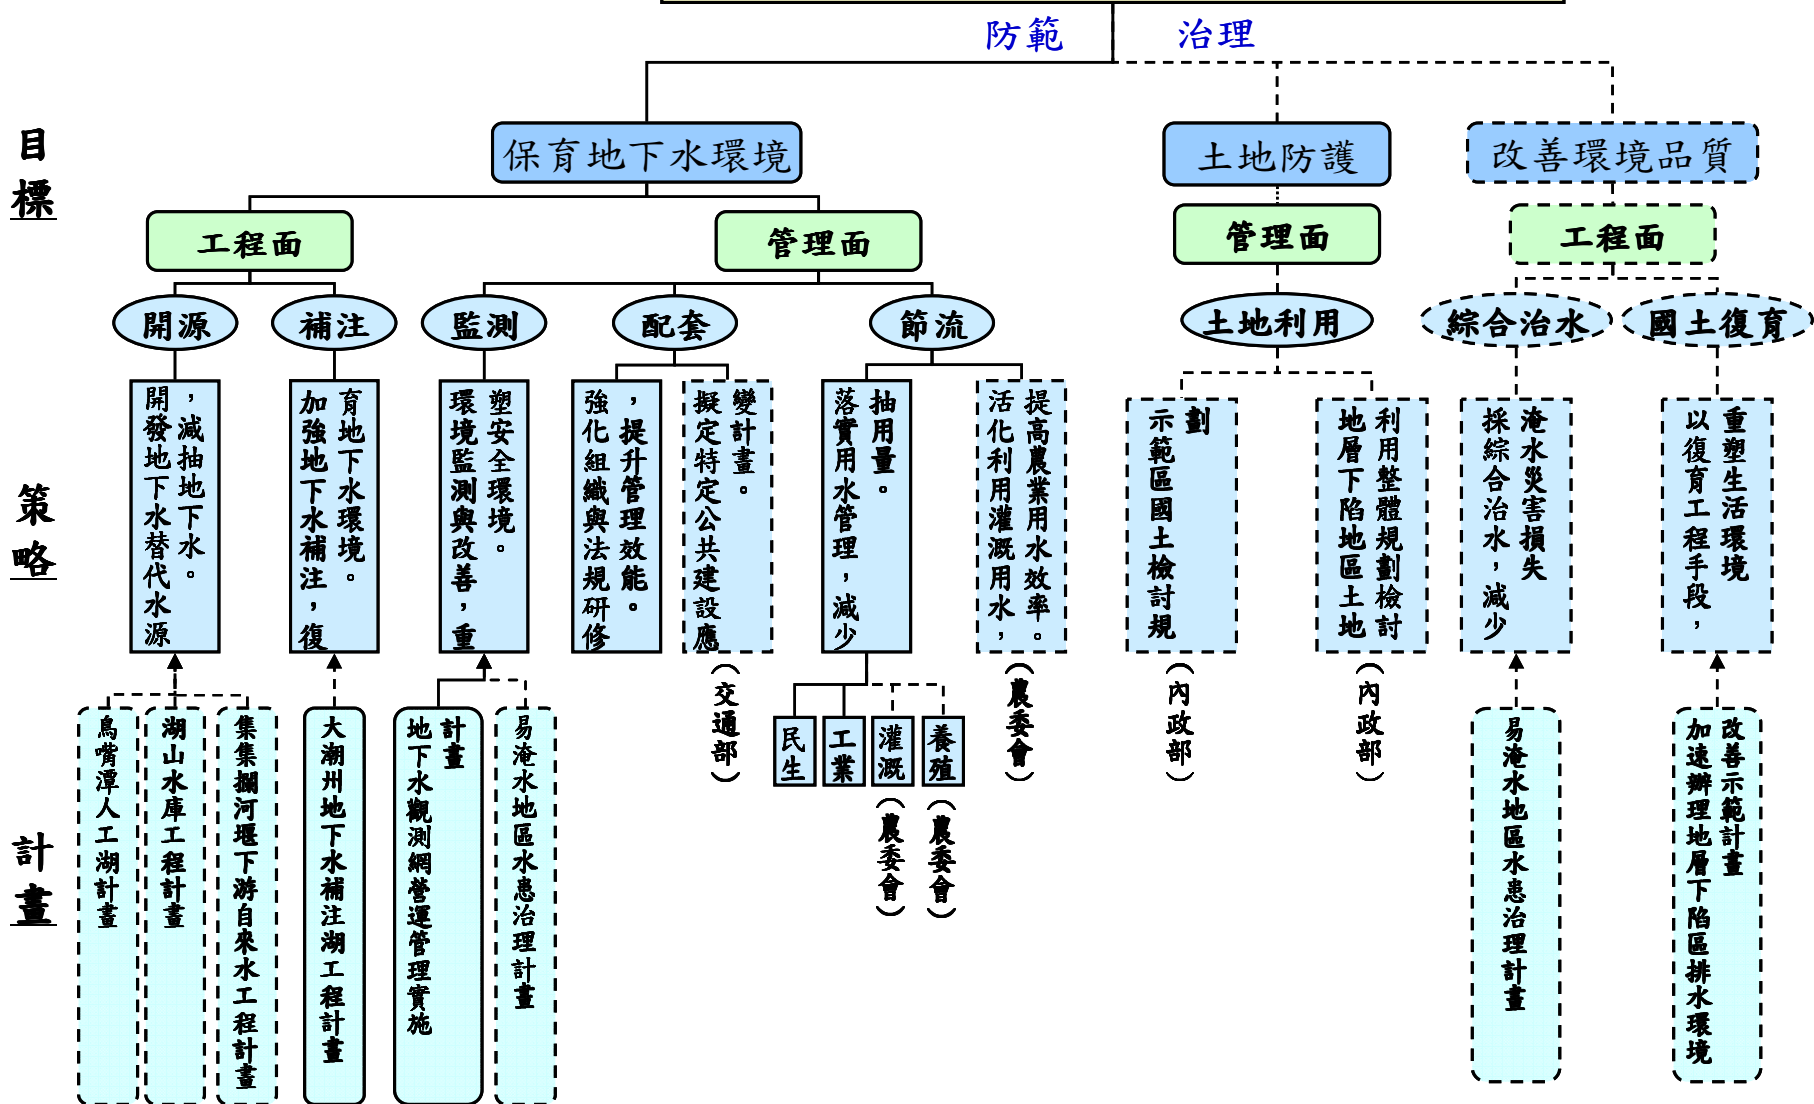 防範
治理
目標
保育地下水環境
土地防護
改善環境品質
工程面
管理面
管理面
工程面
開源
補注
監測
配套
節流
土地利用
綜合治水
國土復育
策略
開發地下水替代水源
，減抽地下水。
加強地下水補注，復
育地下水環境。
環境監測與改善，重
塑安全環境。
強化組織與法規研修
，提升管理效能。
擬定特定公共建設應
變計畫。
落實用水管理，減少
抽用量。
活化利用灌溉用水，
提高農業用水效率。
示範區國土檢討規
劃
地層下陷地區土地
利用整體規劃檢討
採綜合治水，減少
淹水災害損失
以復育工程手段，
重塑生活環境
（交通部）
（農委會）
（內政部）
（內政部）
民生
工業
灌溉
養殖
（農委會）
（農委會）
計畫
鳥嘴潭人工湖計畫
湖山水庫工程計畫
集集攔河堰下游自來水工程計畫
大潮州地下水補注湖工程計畫
地下水觀測網營運管理實施
計畫
易淹水地區水患治理計畫
易淹水地區水患治理計畫
加速辦理地層下陷區排水環境
改善示範計畫